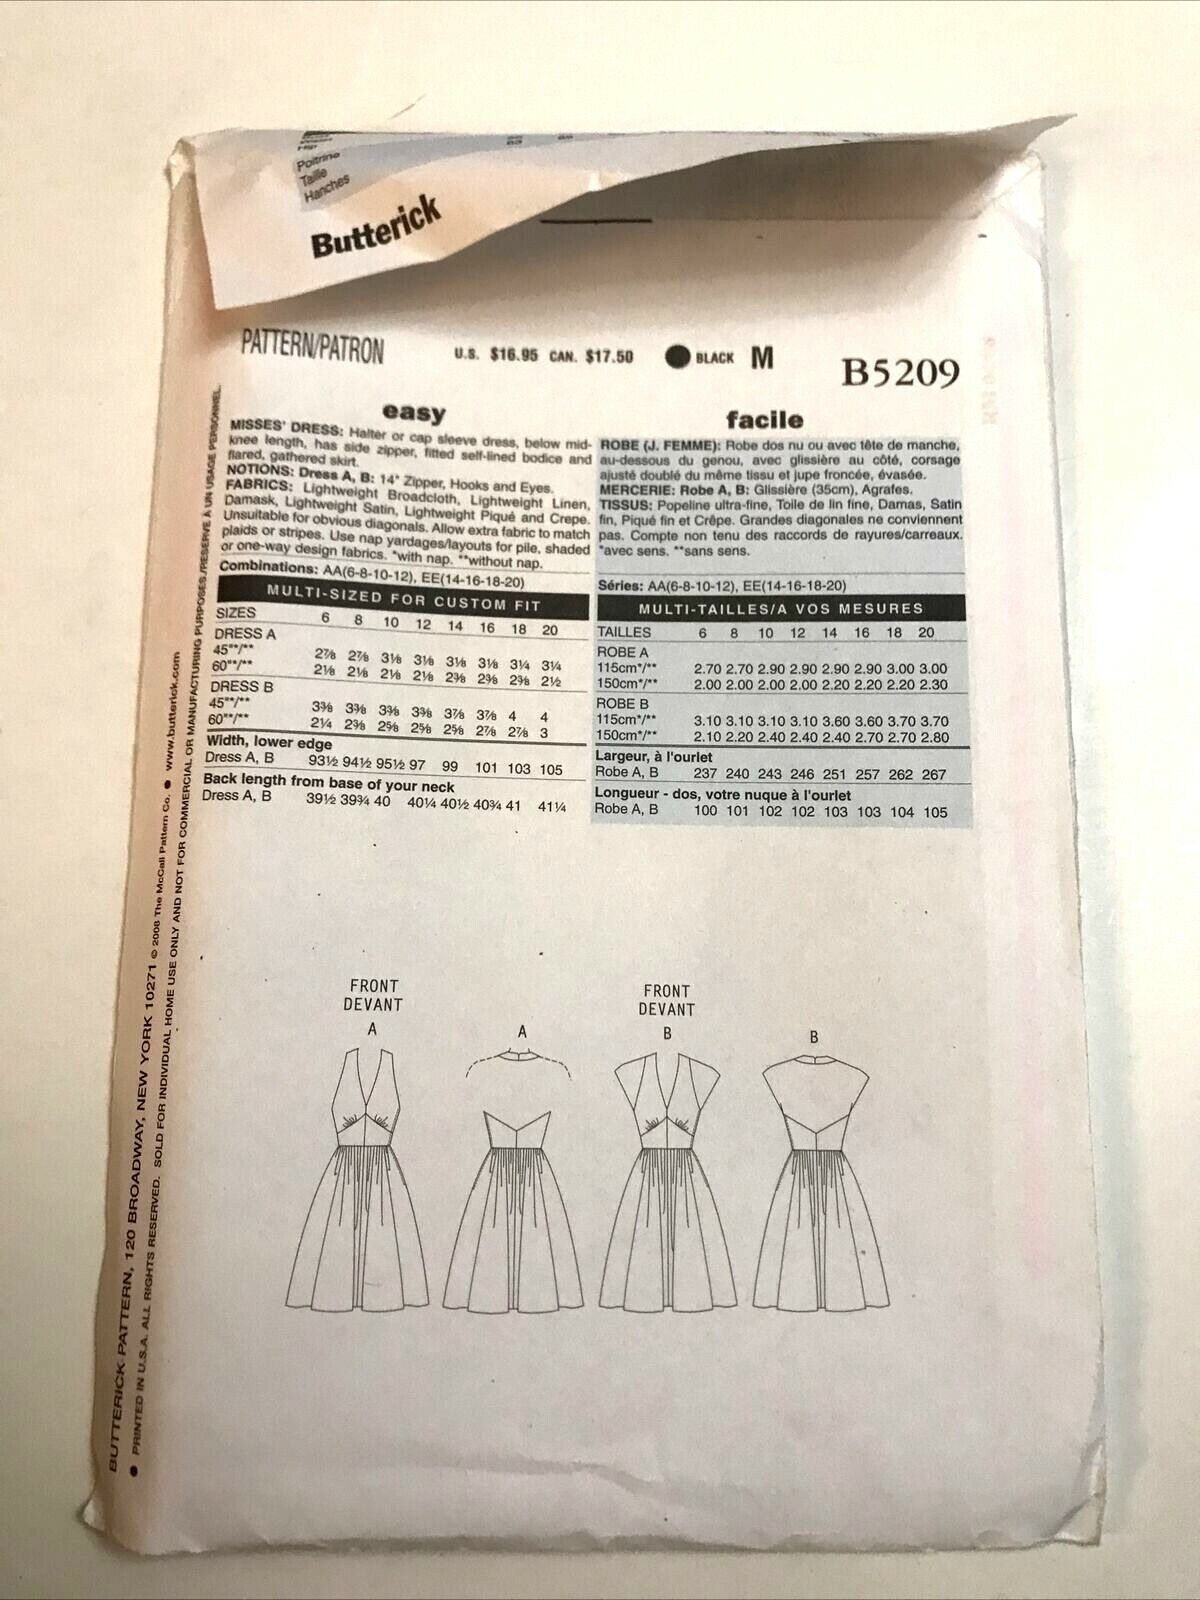 Poitrine
Taille
Hanches
Butterick
PATTERN/PATRON
U.S. $16.95 CAN. $17.50
BLACK M
B5209
easy
MISSES' DRESS: Halter or cap sleeve dress, below mid-
knee length, has side zipper, fitted self-lined bodice and
flared, gathered skirt.
NOTIONS: Dress A, B: 14" Zipper, Hooks and Eyes.
FABRICS: Lightweight Broadcloth, Lightweight Linen,
Damask, Lightweight Satin, Lightweight Piqué and Crepe.
Unsuitable for obvious diagonals. Allow extra fabric to match
plaids or stripes. Use nap yardages/layouts for pile, shaded
or one-way design fabrics. *with nap. **without nap.
Combinations: AA(6-8-10-12), EE(14-16-18-20)
MULTI-SIZED FOR CUSTOM FIT
SIZES 6 8 10 12 14 16 18 20
DRESS A
45"*/** 2⅞ 2⅞ 3⅛ 3⅛ 3⅛ 3⅛ 3¼ 3¼
60"*/** 2⅛ 2⅛ 2⅛ 2⅛ 2⅜ 2⅜ 2⅜ 2½
DRESS B
45"*/** 3⅜ 3⅜ 3⅜ 3⅜ 3⅞ 3⅞ 4 4
60"*/** 2¼ 2⅜ 2⅝ 2⅝ 2⅝ 2⅞ 2⅞ 3
Width, lower edge
Dress A, B 93½ 94½ 95½ 97 99 101 103 105
Back length from base of your neck
Dress A, B 39½ 39¾ 40 40¼ 40½ 40¾ 41 41¼
facile
ROBE (J. FEMME): Robe dos nu ou avec tête de manche,
au-dessous du genou, avec glissière au côté, corsage
ajusté doublé du même tissu et jupe froncée, évasée.
MERCERIE: Robe A, B: Glissière (35cm), Agrafes.
TISSUS: Popeline ultra-fine, Toile de lin fine, Damas, Satin
fin, Piqué fin et Crêpe. Grandes diagonales ne conviennent
pas. Compte non tenu des raccords de rayures/carreaux.
*avec sens. **sans sens.
Séries: AA(6-8-10-12), EE(14-16-18-20)
MULTI-TAILLES/A VOS MESURES
TAILLES 6 8 10 12 14 16 18 20
ROBE A
115cm*/** 2.70 2.70 2.90 2.90 2.90 2.90 3.00 3.00
150cm*/** 2.00 2.00 2.00 2.00 2.20 2.20 2.20 2.30
ROBE B
115cm*/** 3.10 3.10 3.10 3.10 3.60 3.60 3.70 3.70
150cm*/** 2.10 2.20 2.40 2.40 2.40 2.70 2.70 2.80
Largeur, à l'ourlet
Robe A, B 237 240 243 246 251 257 262 267
Longueur - dos, votre nuque à l'ourlet
Robe A, B 100 101 102 102 103 103 104 105
FRONT
DEVANT
A
A
FRONT
DEVANT
B
B
BUTTERICK PATTERN, 120 BROADWAY, NEW YORK 10271 © 2008 The McCall Pattern Co. ● www.butterick.com
● PRINTED IN U.S.A. ALL RIGHTS RESERVED. SOLD FOR INDIVIDUAL HOME USE ONLY AND NOT FOR COMMERCIAL OR MANUFACTURING PURPOSES./RESERVE À UN USAGE PERSONNEL.